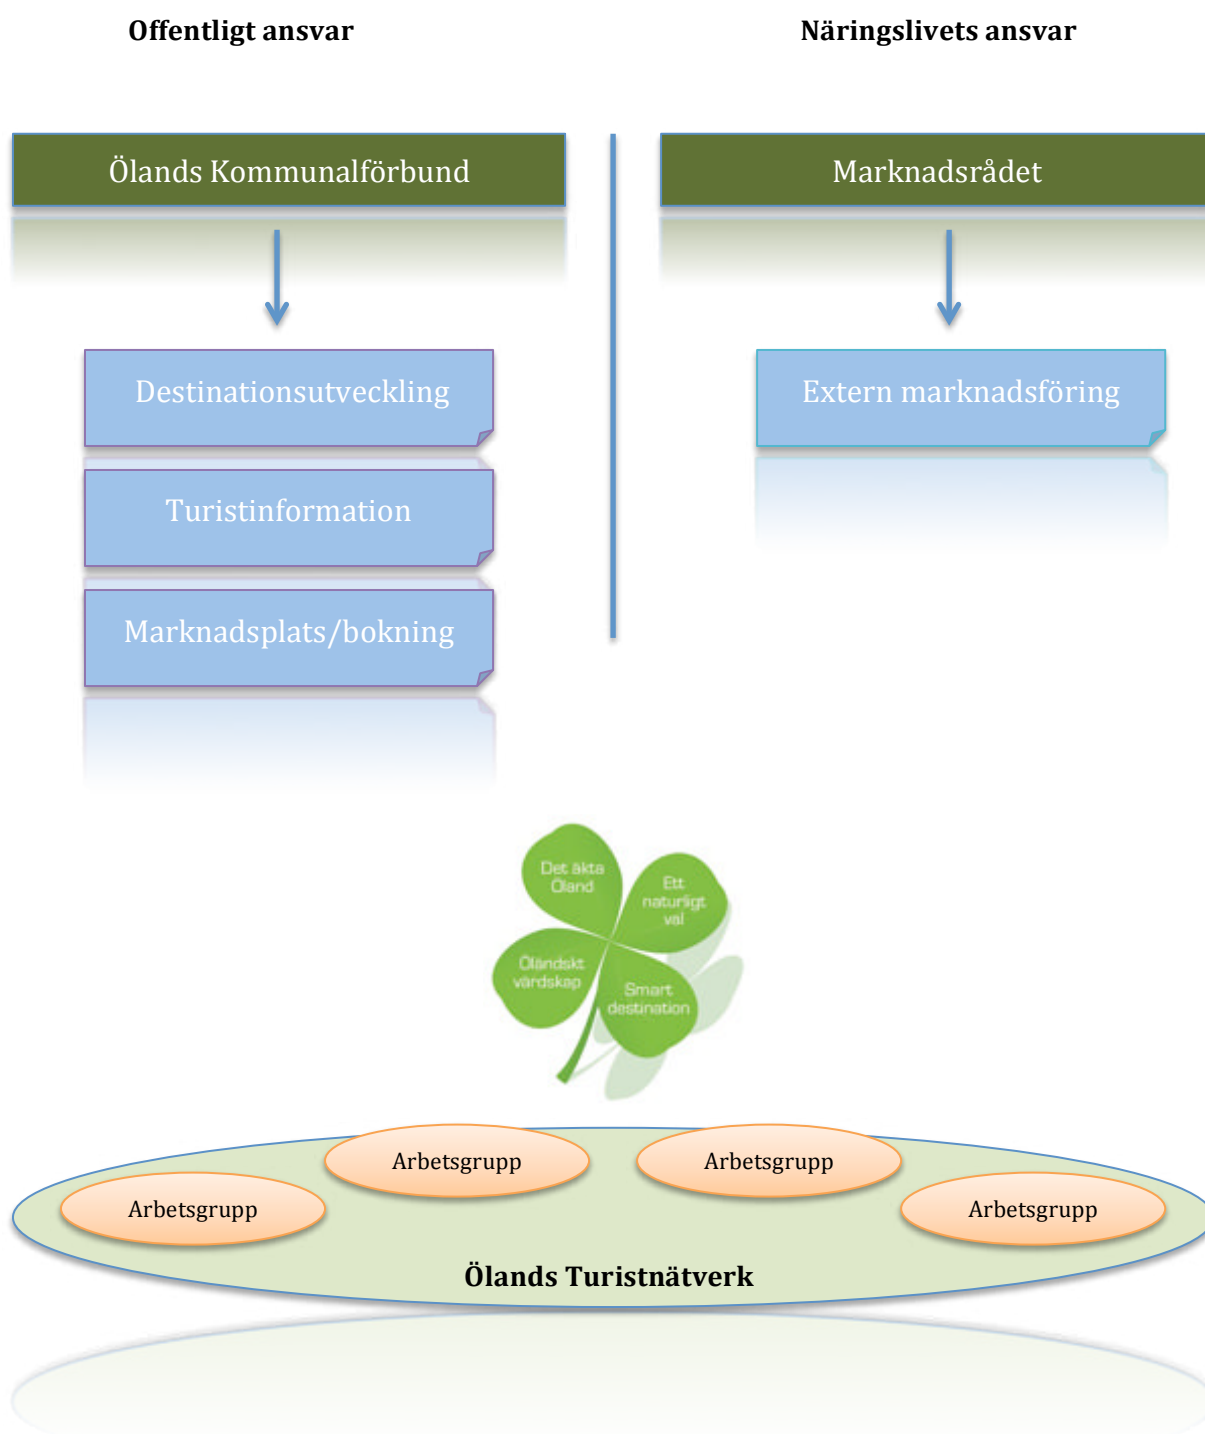 Offentligt ansvar
Näringslivets ansvar
Ölands Kommunalförbund
Marknadsrådet
Destinationsutveckling
Extern marknadsföring
Turistinformation
Marknadsplats/bokning
Det äkta
Öland
Ett
naturligt
val
Öländskt
värdskap
Smart
destination
Arbetsgrupp
Arbetsgrupp
Arbetsgrupp
Arbetsgrupp
Ölands Turistnätverk